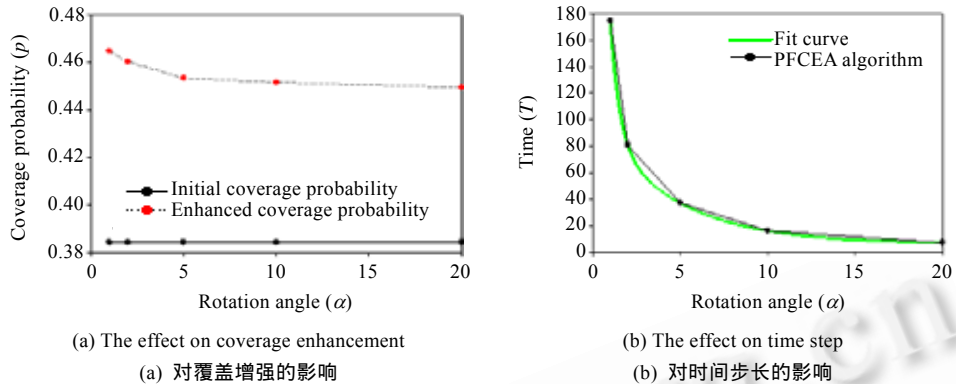 0.48
0.46
0.44
0.42
0.40
0.38
Coverage probability (p)
Initial coverage probability
Enhanced coverage probability
0 5 10 15 20
Rotation angle (α)
(a) The effect on coverage enhancement
(a) 对覆盖增强的影响
180
160
140
120
100
80
60
40
20
0
Time (T)
Fit curve
PFCEA algorithm
0 5 10 15 20
Rotation angle (α)
(b) The effect on time step
(b) 对时间步长的影响